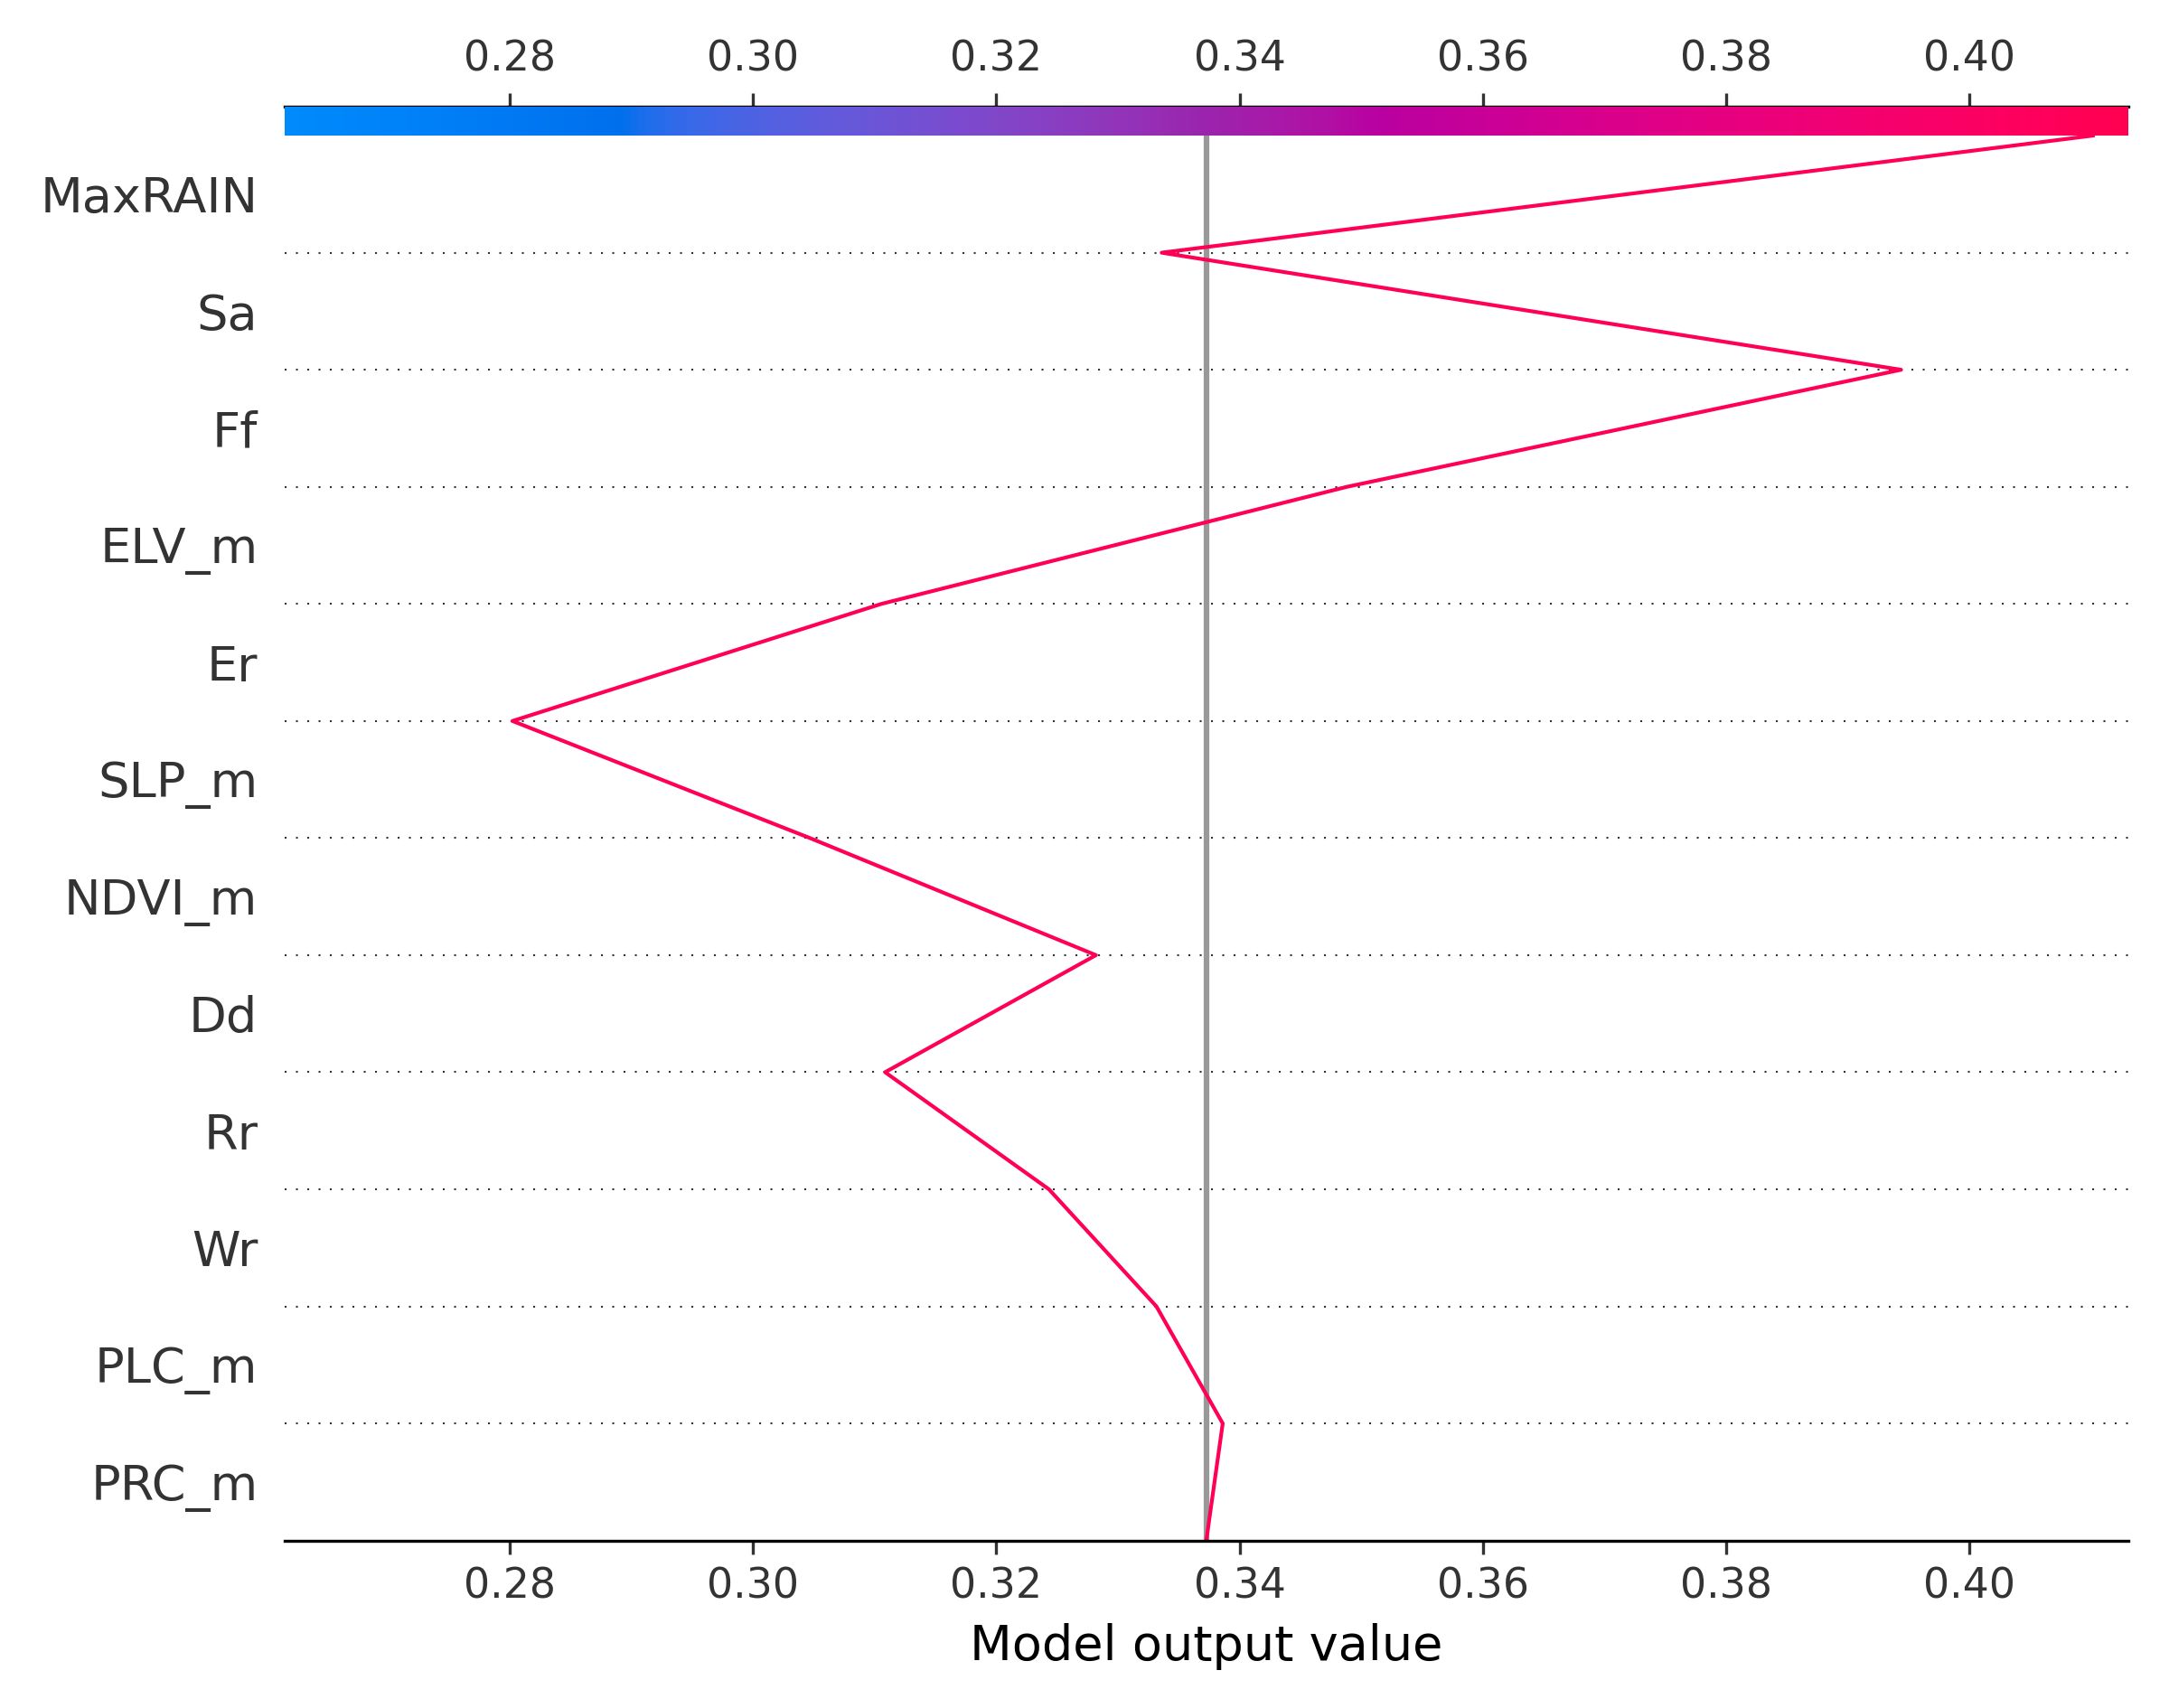 0.28 0.30 0.32 0.34 0.36 0.38 0.40
MaxRAIN
Sa
Ff
ELV_m
Er
SLP_m
NDVI_m
Dd
Rr
Wr
PLC_m
PRC_m
0.28 0.30 0.32 0.34 0.36 0.38 0.40
Model output value